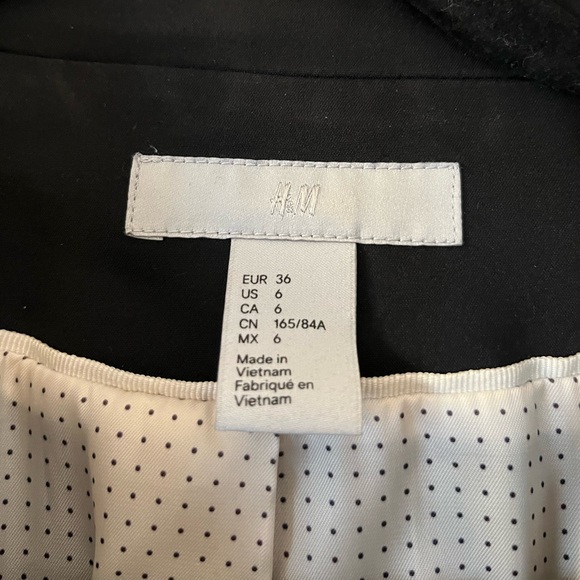 H&M
EUR 36
US 6
CA 6
CN 165/84A
MX 6
Made in
Vietnam
Fabriqué en
Vietnam